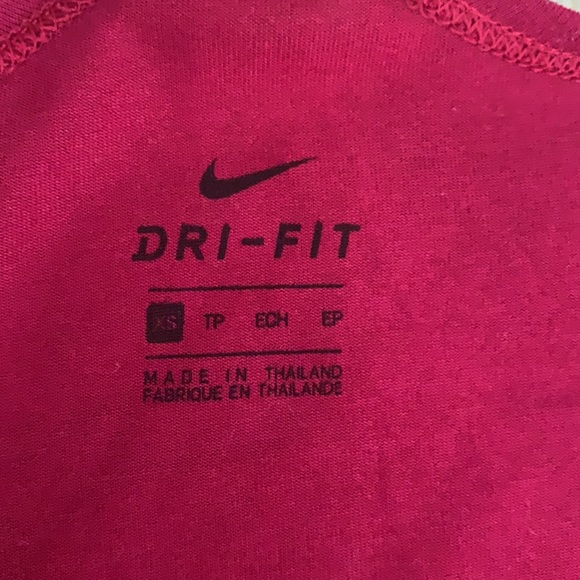 DRI-FIT
XS TP ECH EP
MADE IN THAILAND
FABRIQUE EN THAILANDE